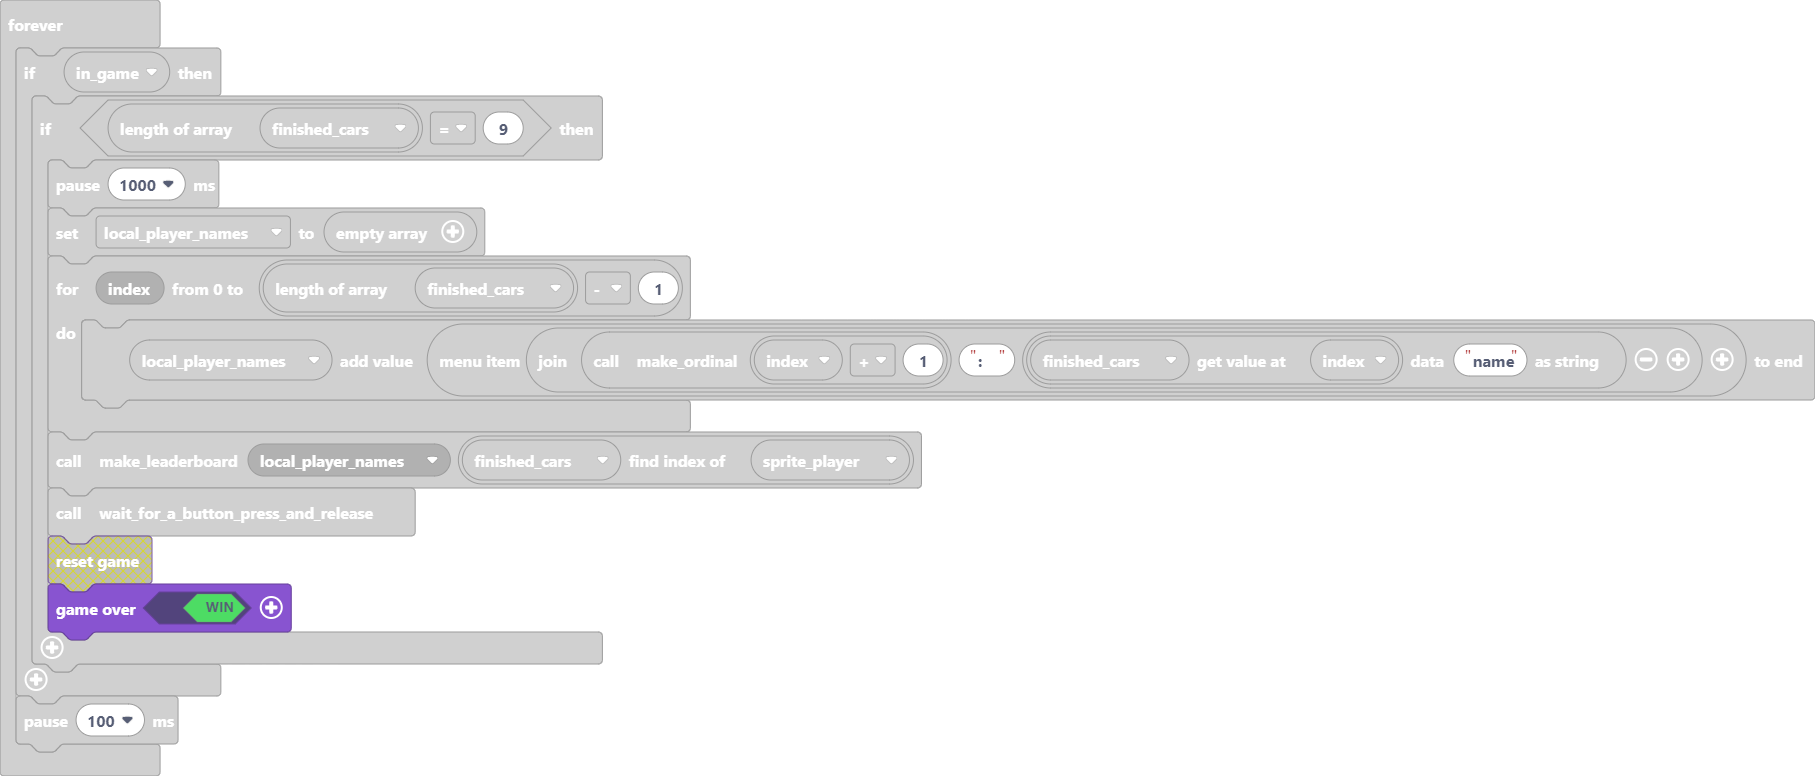 forever
if in_game then
if length of array finished_cars = 9 then
pause 1000 ms
set local_player_names to empty array
for index from 0 to length of array finished_cars - 1
do
local_player_names add value menu item join call make_ordinal index + 1 ": " finished_cars get value at index data "name" as string to end
call make_leaderboard local_player_names finished_cars find index of sprite_player
call wait_for_a_button_press_and_release
reset game
game over WIN
pause 100 ms